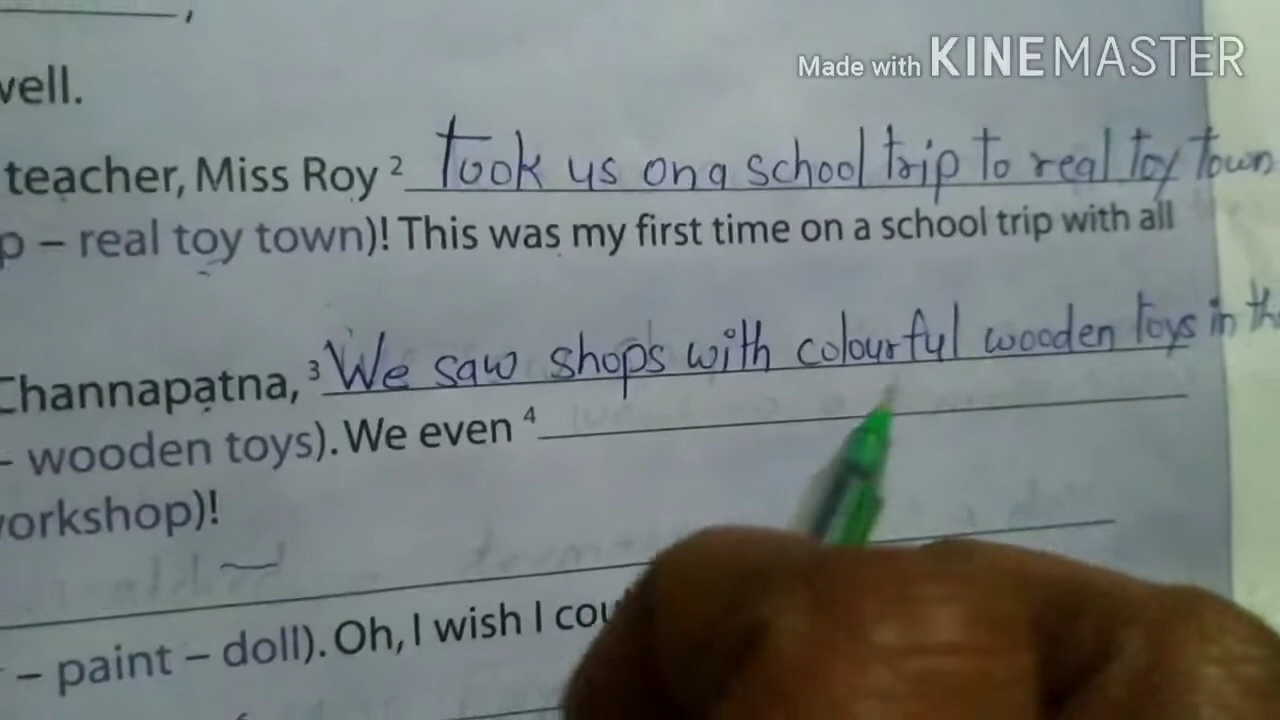 Made with KINEMASTER
vell.
teacher, Miss Roy 2 Took us on a school trip to real toy town
p – real toy town)! This was my first time on a school trip with all
Channapatna, 3 We saw shops with colourful wooden toys in the
– wooden toys). We even 4
workshop)!
– paint – doll). Oh, I wish I cou